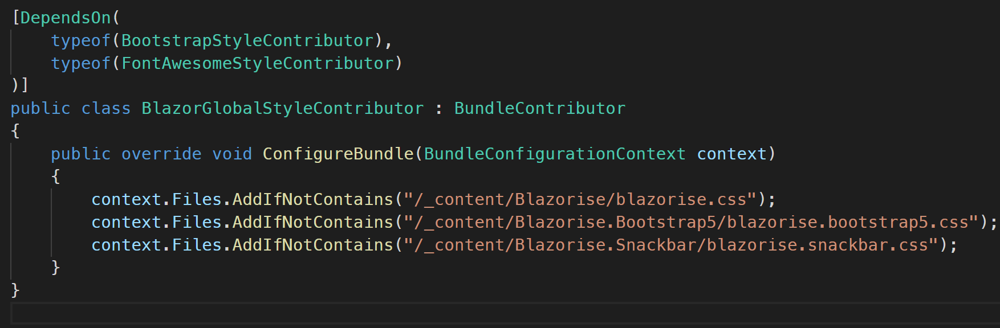 [DependsOn(
    typeof(BootstrapStyleContributor),
    typeof(FontAwesomeStyleContributor)
)]
public class BlazorGlobalStyleContributor : BundleContributor
{
    public override void ConfigureBundle(BundleConfigurationContext context)
    {
        context.Files.AddIfNotContains("/_content/Blazorise/blazorise.css");
        context.Files.AddIfNotContains("/_content/Blazorise.Bootstrap5/blazorise.bootstrap5.css");
        context.Files.AddIfNotContains("/_content/Blazorise.Snackbar/blazorise.snackbar.css");
    }
}